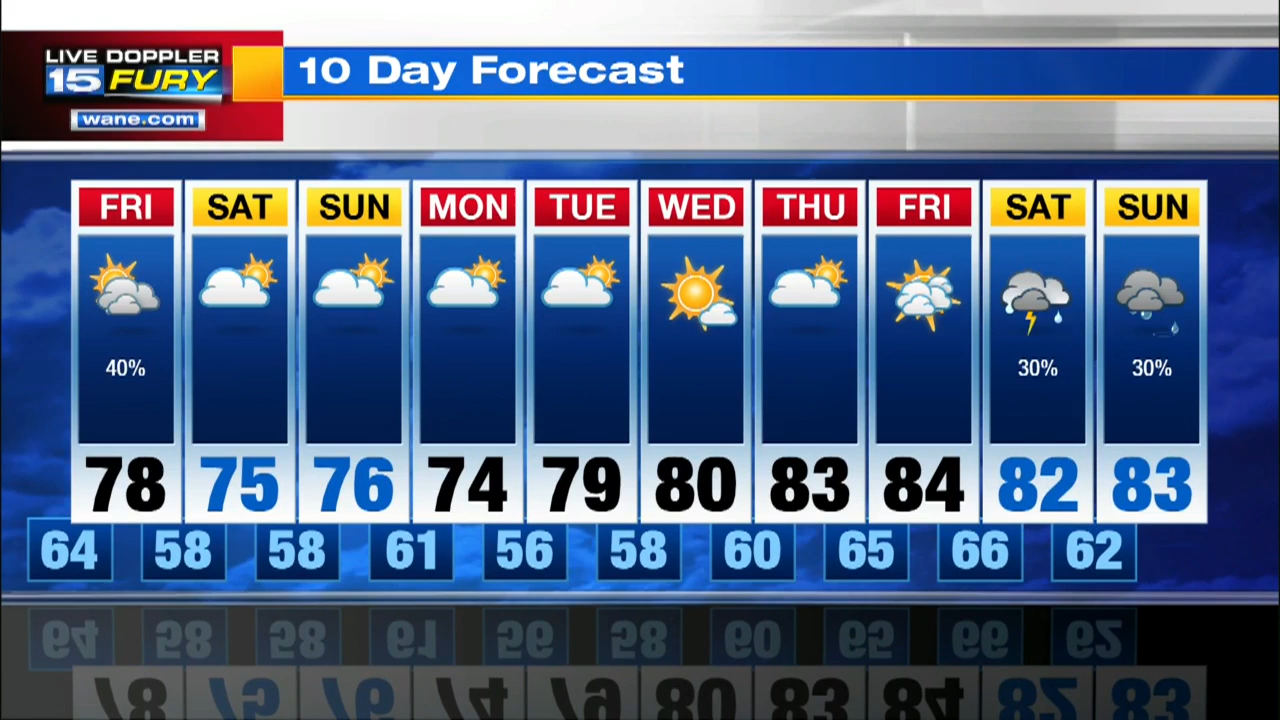 LIVE DOPPLER
15 FURY
wane.com
10 Day Forecast
FRI SAT SUN MON TUE WED THU FRI SAT SUN
40% 30% 30%
78 75 76 74 79 80 83 84 82 83
64 58 58 61 56 58 60 65 66 62